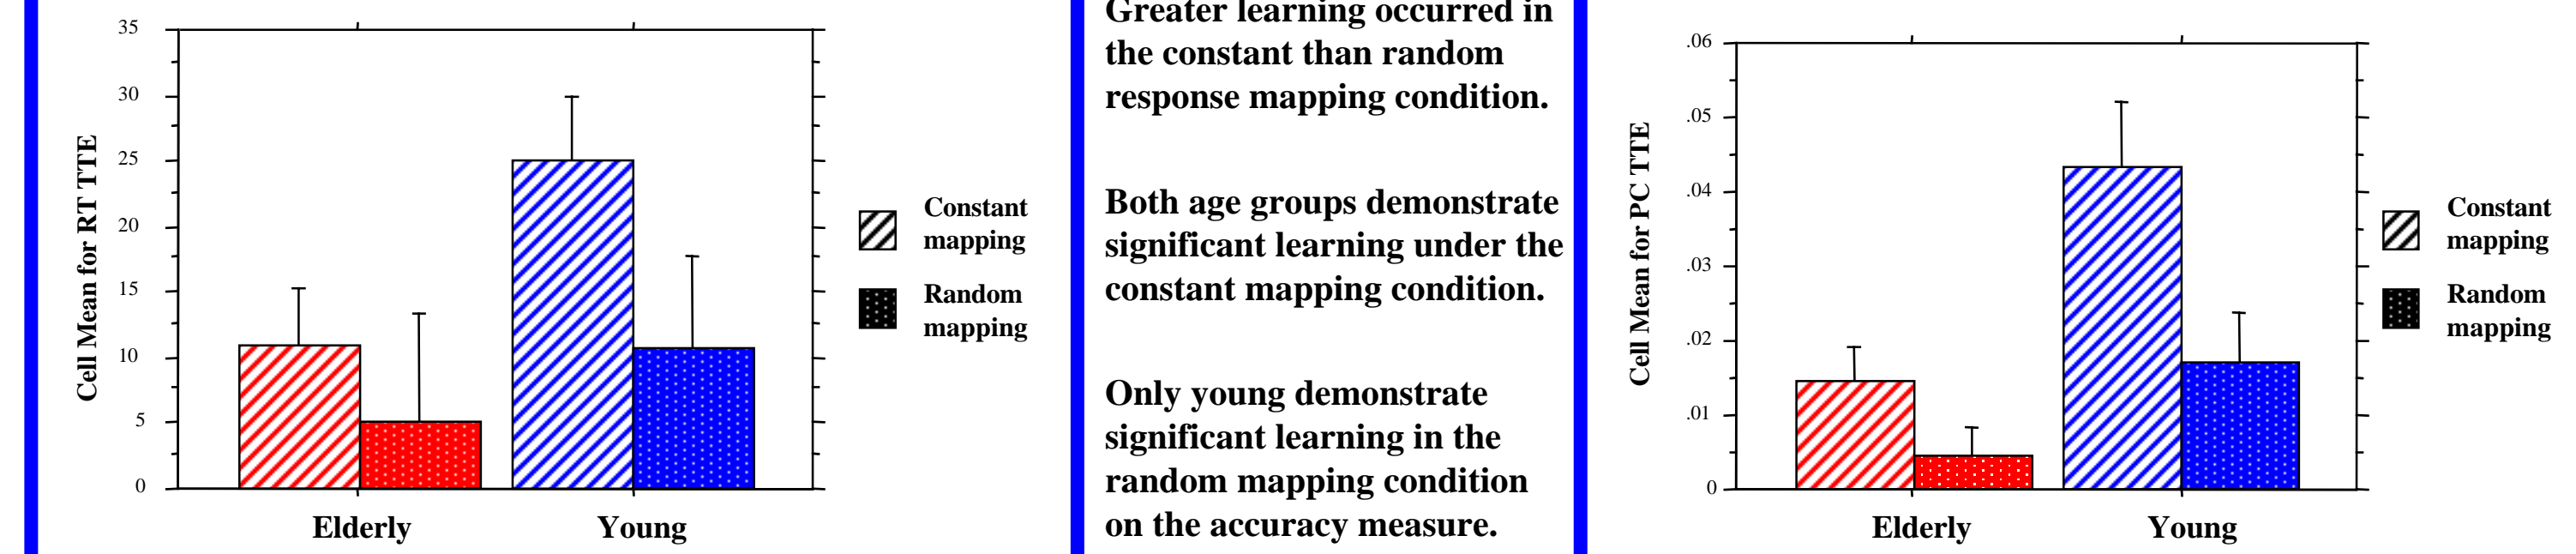 35
30
25
20
15
10
5
0
Cell Mean for RT TTE
Elderly
Young
Constant
mapping
Random
mapping
Greater learning occurred in
the constant than random
response mapping condition.
Both age groups demonstrate
significant learning under the
constant mapping condition.
Only young demonstrate
significant learning in the
random mapping condition
on the accuracy measure.
.06
.05
.04
.03
.02
.01
0
Cell Mean for PC TTE
Elderly
Young
Constant
mapping
Random
mapping